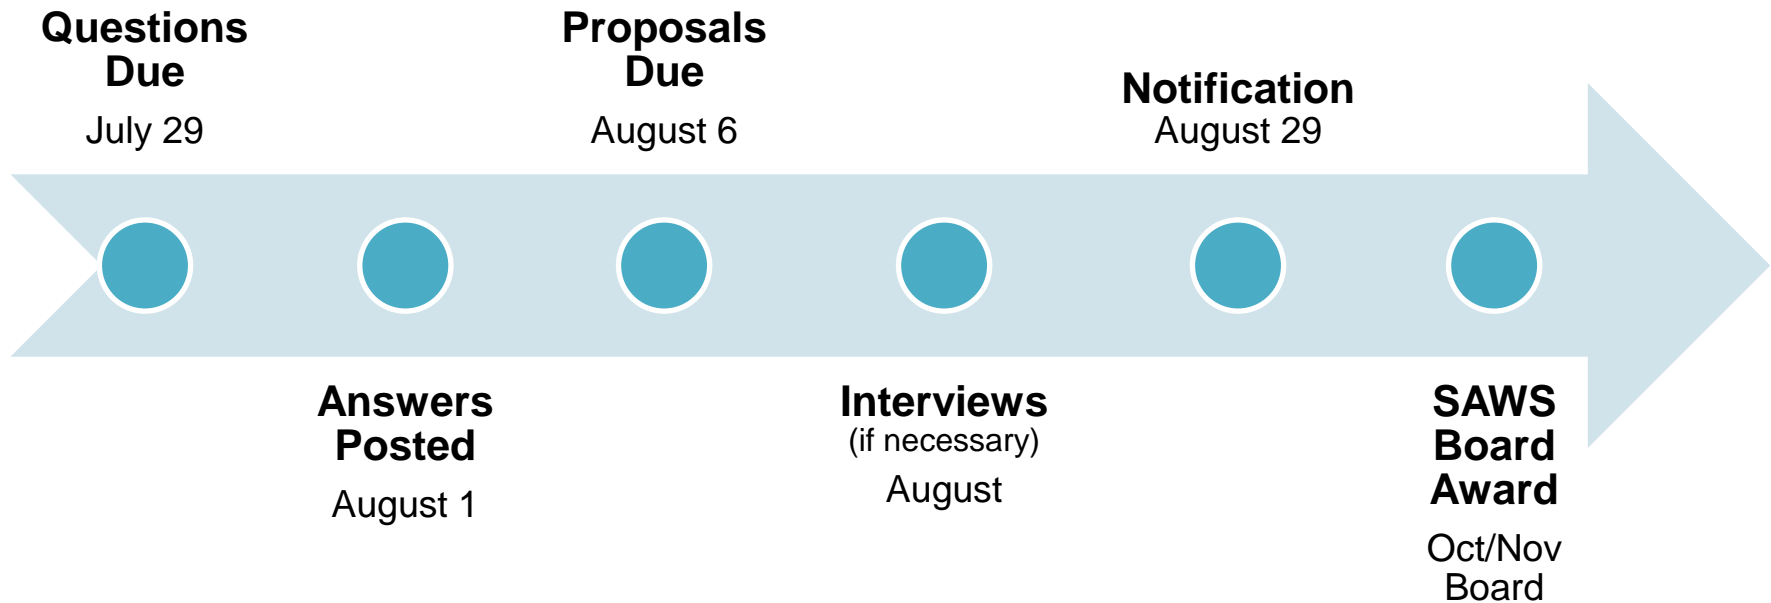 Questions
Due
July 29
Answers
Posted
August 1
Proposals
Due
August 6
Interviews
(if necessary)
August
Notification
August 29
SAWS
Board
Award
Oct/Nov
Board